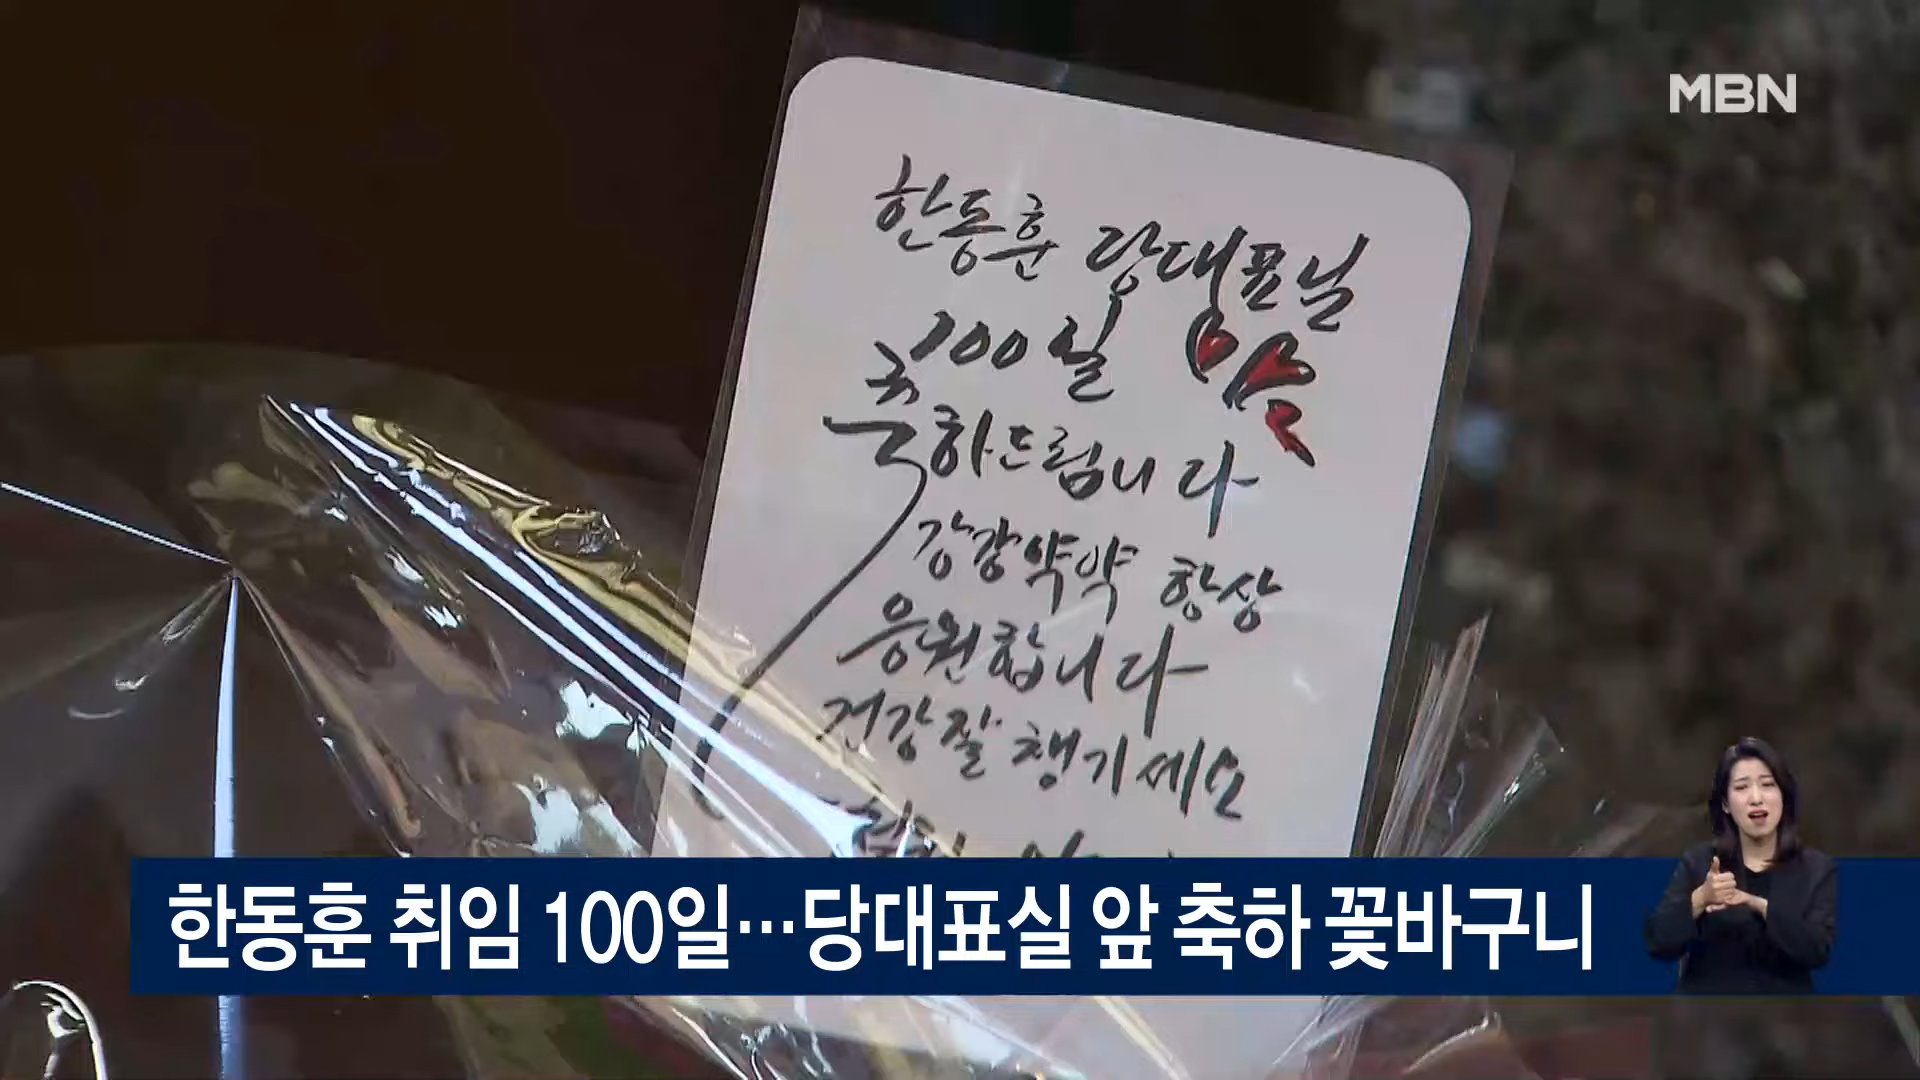 MBN
한동훈 당대표님
100일
축하드립니다
강강약약 항상
응원합니다
건강 잘 챙기세요
한동훈 취임 100일…당대표실 앞 축하 꽃바구니